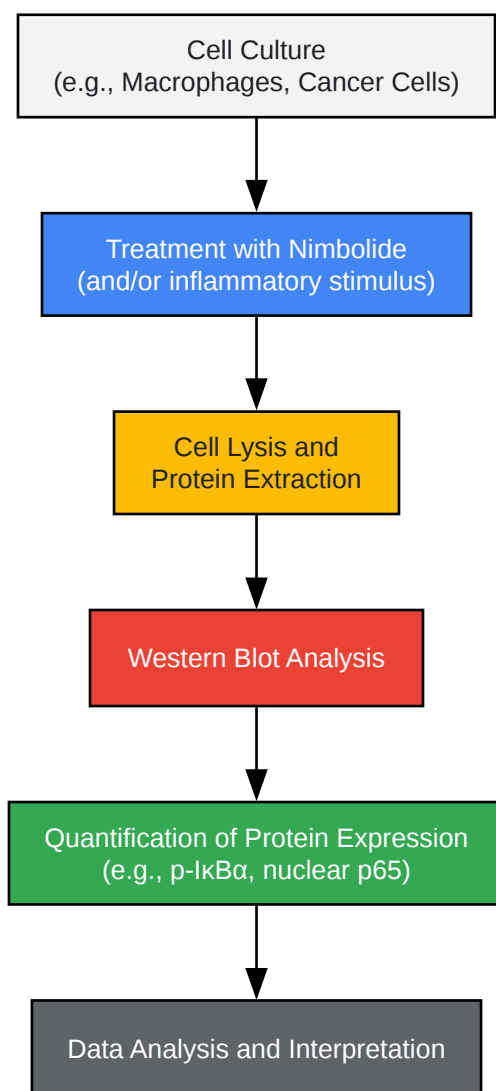 Cell Culture
(e.g., Macrophages, Cancer Cells)
Treatment with Nimbolide
(and/or inflammatory stimulus)
Cell Lysis and
Protein Extraction
Western Blot Analysis
Quantification of Protein Expression
(e.g., p-IκBα, nuclear p65)
Data Analysis and Interpretation